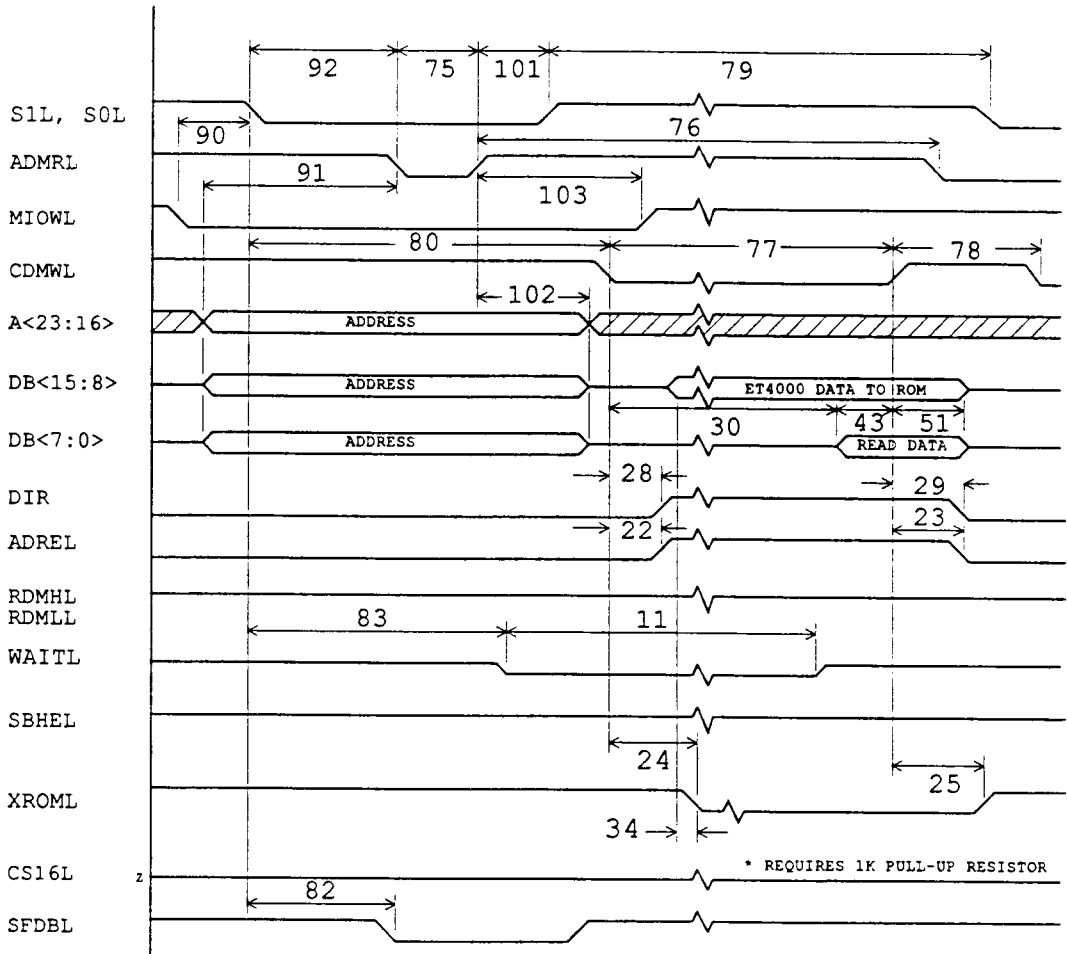 92 75 101 79
S1L, S0L
90 76
ADMRL
91
103
MIOWL
80 77 78
CDMWL
102
A<23:16> ADDRESS
DB<15:8> ADDRESS ET4000 DATA TO ROM
30 43 51
DB<7:0> ADDRESS READ DATA
28 29
DIR
22 23
ADREL
RDMHL
RDMLL
83 11
WAITL
SBHEL
24
25
XROML
34
* REQUIRES 1K PULL-UP RESISTOR
CS16L z
82
SFDBL